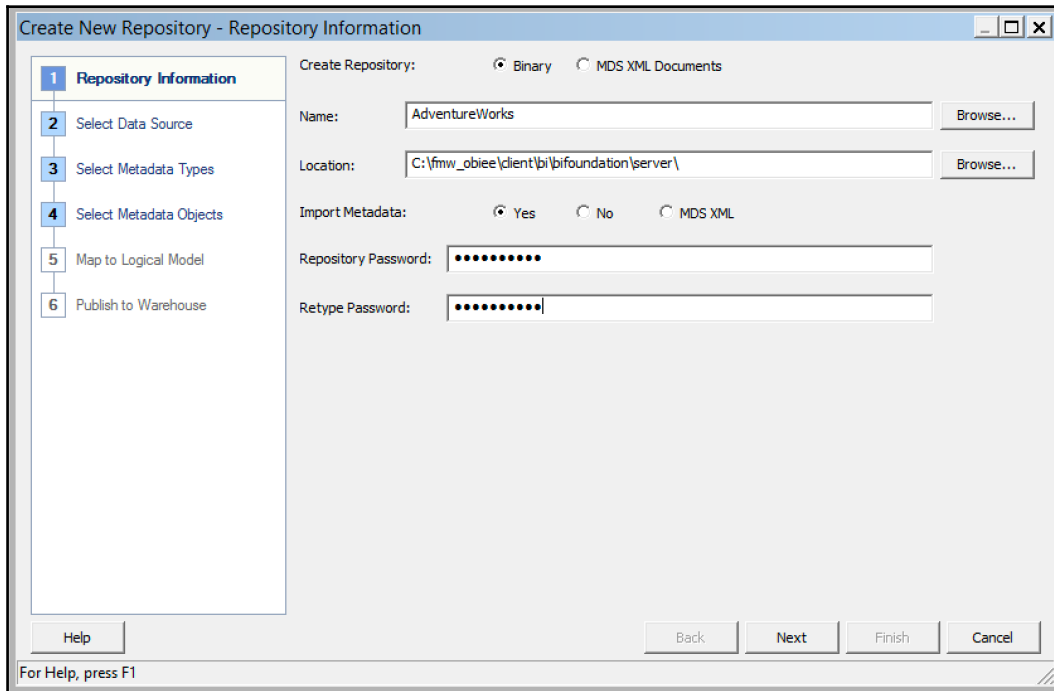 Create New Repository - Repository Information
1 Repository Information
2 Select Data Source
3 Select Metadata Types
4 Select Metadata Objects
5 Map to Logical Model
6 Publish to Warehouse
Create Repository: Binary MDS XML Documents
Name: AdventureWorks Browse...
Location: C:\fmw_obiee\client\bi\bifoundation\server\ Browse...
Import Metadata: Yes No MDS XML
Repository Password: ●●●●●●●●●●
Retype Password: ●●●●●●●●●●
Help Back Next Finish Cancel
For Help, press F1